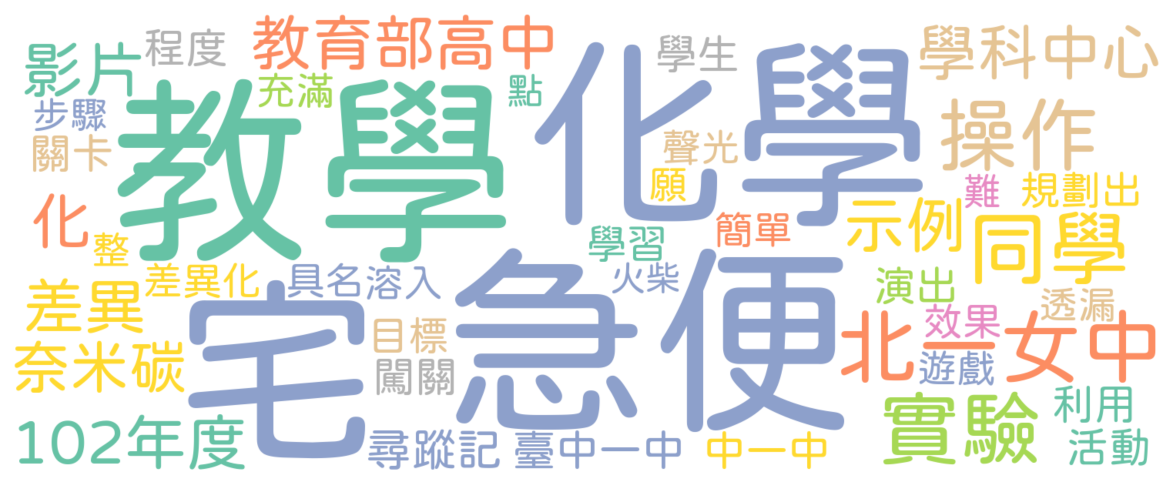 教育部高中
程度
影片
學生
學科中心
充滿
點
化學
教學
步驟
關卡
聲光
操作
願
難
規劃出
化
整
簡單
示例
同學
學習
差異化
具名溶入
火柴
急便
宅
差異
演出
透漏
效果
北一女中
目標
奈米碳
闖關
遊戲
利用
實驗
102年度
尋蹤記
臺中一中
中一中
活動